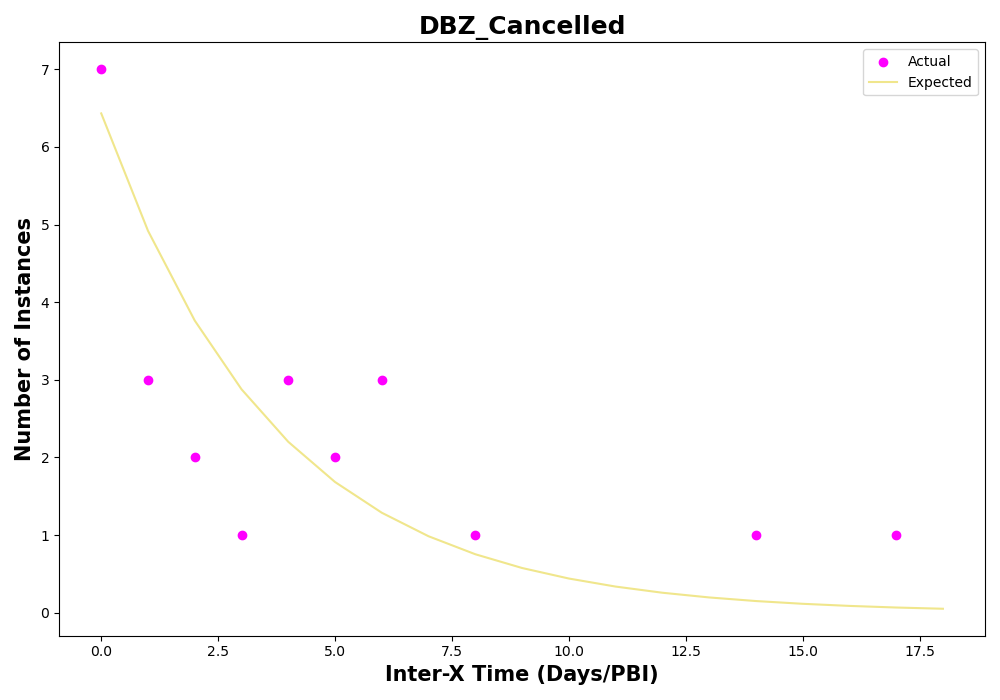 DBZ_Cancelled
Actual
Expected
Number of Instances
7
6
5
4
3
2
1
0
0.0 2.5 5.0 7.5 10.0 12.5 15.0 17.5
Inter-X Time (Days/PBI)